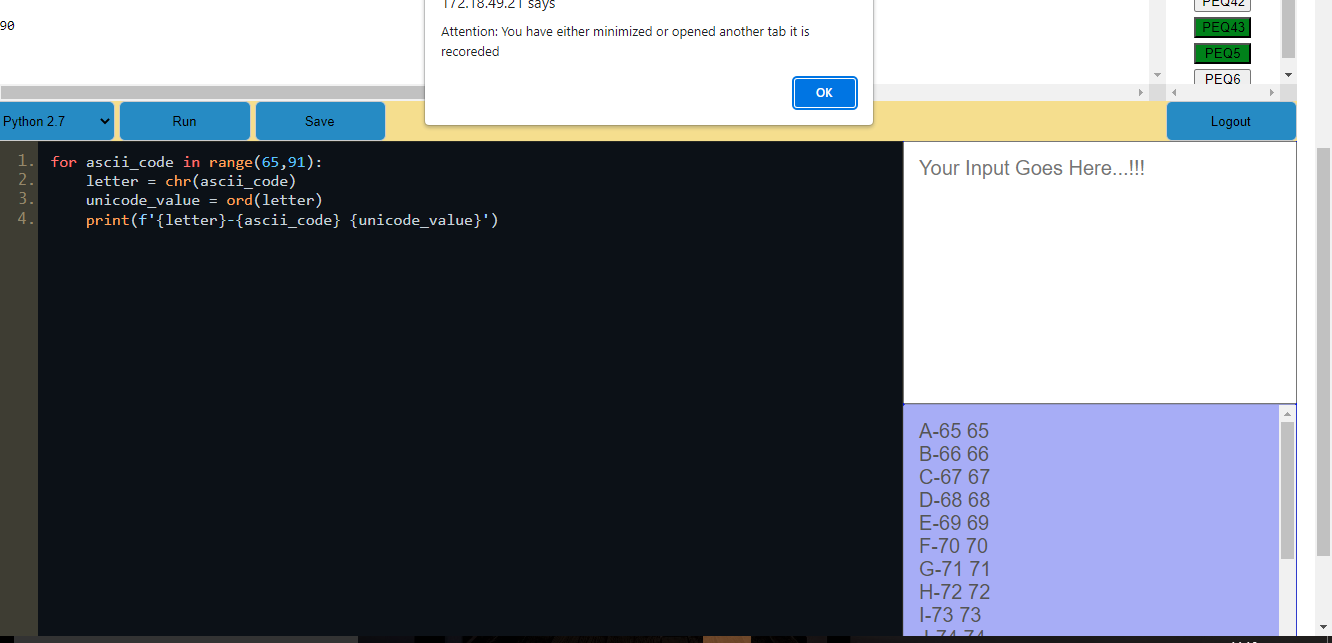 172.18.49.21 says
Attention: You have either minimized or opened another tab it is
recoreded
OK
90
PEQ42
PEQ43
PEQ5
PEQ6
Python 2.7
Run
Save
Logout
1. for ascii_code in range(65,91):
2.     letter = chr(ascii_code)
3.     unicode_value = ord(letter)
4.     print(f'{letter}-{ascii_code} {unicode_value}')
Your Input Goes Here...!!!
A-65 65
B-66 66
C-67 67
D-68 68
E-69 69
F-70 70
G-71 71
H-72 72
I-73 73
J-74 74